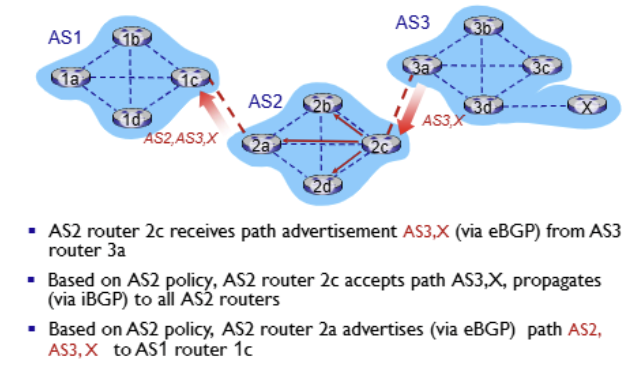 AS1
1b
1a
1c
1d
AS2,AS3,X
AS2
2b
2a
2c
2d
AS3
3b
3a
3c
3d
X
AS3,X
▪ AS2 router 2c receives path advertisement AS3,X (via eBGP) from AS3
router 3a
▪ Based on AS2 policy, AS2 router 2c accepts path AS3,X, propagates
(via iBGP) to all AS2 routers
▪ Based on AS2 policy, AS2 router 2a advertises (via eBGP) path AS2,
AS3, X to AS1 router 1c